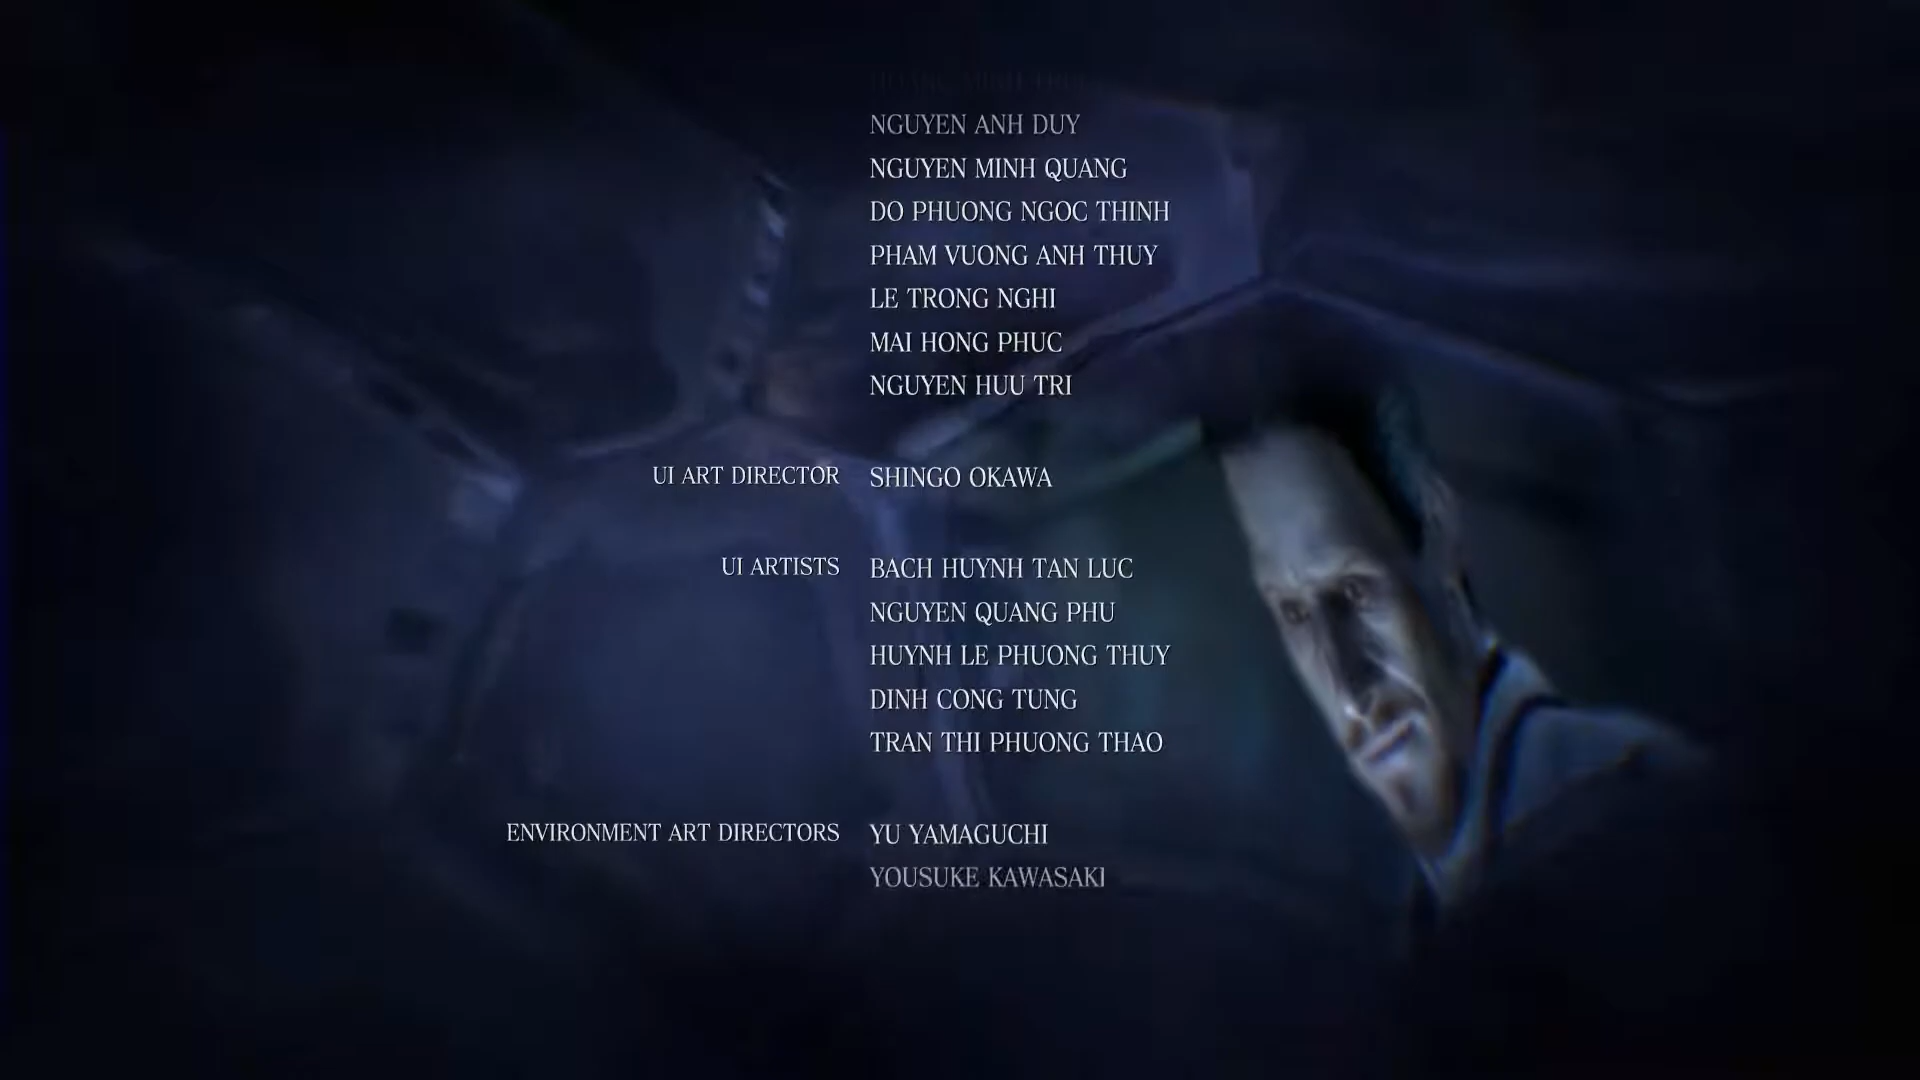 NGUYEN ANH DUY
NGUYEN MINH QUANG
DO PHUONG NGOC THINH
PHAM VUONG ANH THUY
LE TRONG NGHI
MAI HONG PHUC
NGUYEN HUU TRI
UI ART DIRECTOR SHINGO OKAWA
UI ARTISTS BACH HUYNH TAN LUC
NGUYEN QUANG PHU
HUYNH LE PHUONG THUY
DINH CONG TUNG
TRAN THI PHUONG THAO
ENVIRONMENT ART DIRECTORS YU YAMAGUCHI
YOUSUKE KAWASAKI